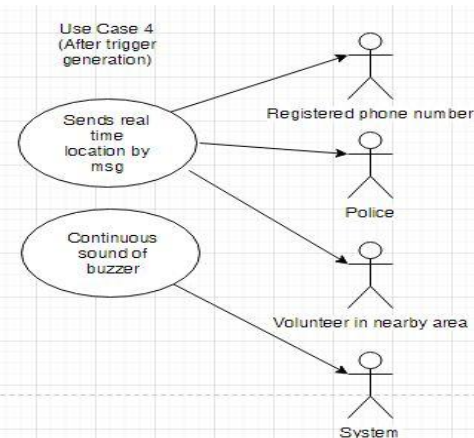 Use Case 4
(After trigger
generation)
Sends real
time
location by
msg
Registered phone number
Police
Continuous
sound of
buzzer
Volunteer in nearby area
System